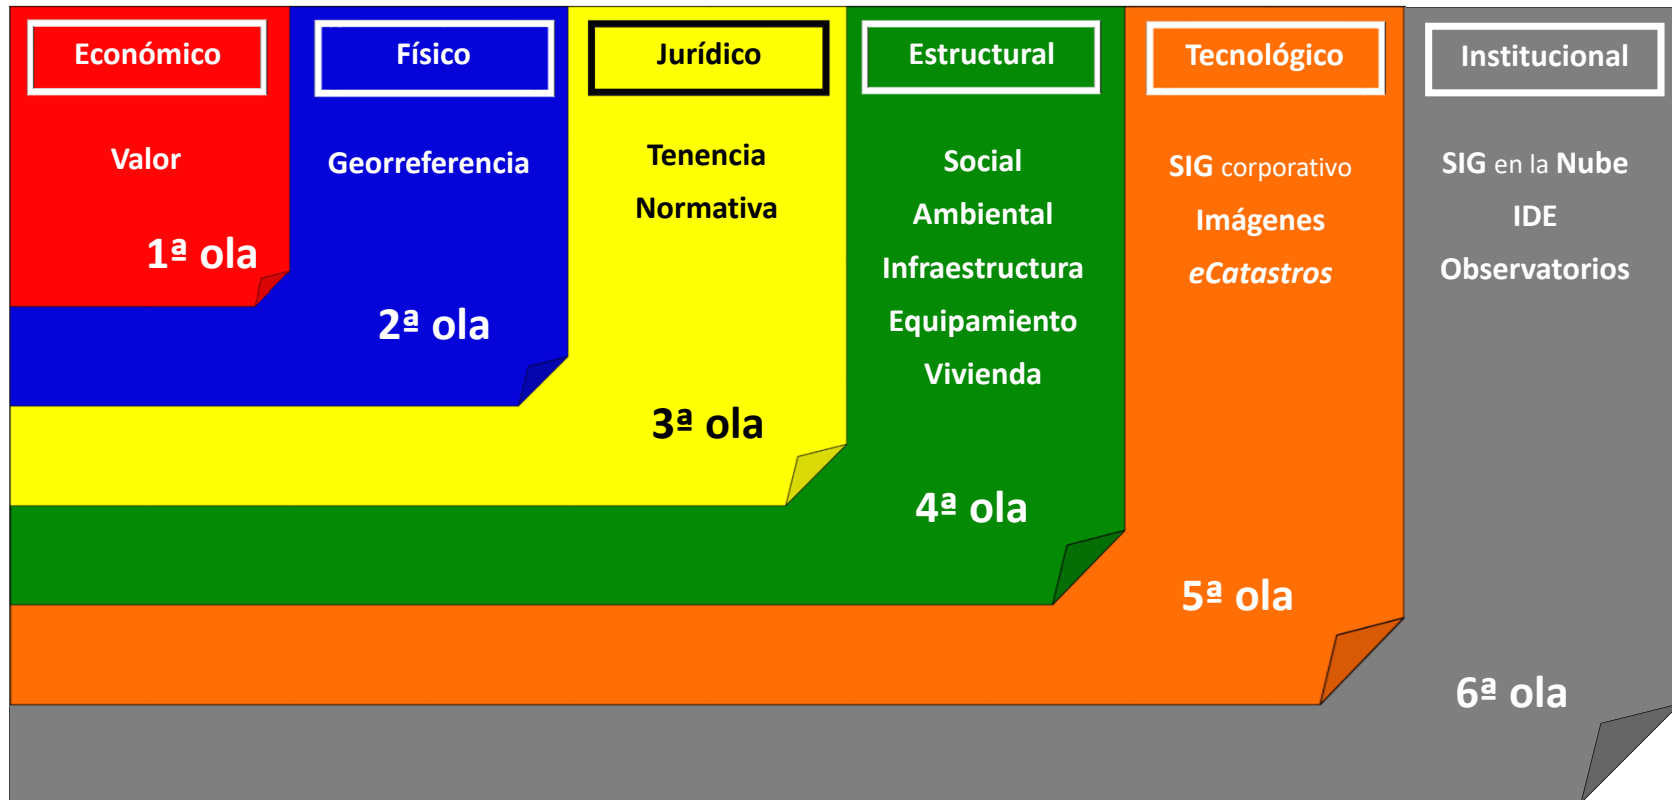 Económico
Valor
1ª ola
Físico
Georreferencia
2ª ola
Jurídico
Tenencia
Normativa
3ª ola
Estructural
Social
Ambiental
Infraestructura
Equipamiento
Vivienda
4ª ola
Tecnológico
SIG corporativo
Imágenes
eCatastros
5ª ola
Institucional
SIG en la Nube
IDE
Observatorios
6ª ola